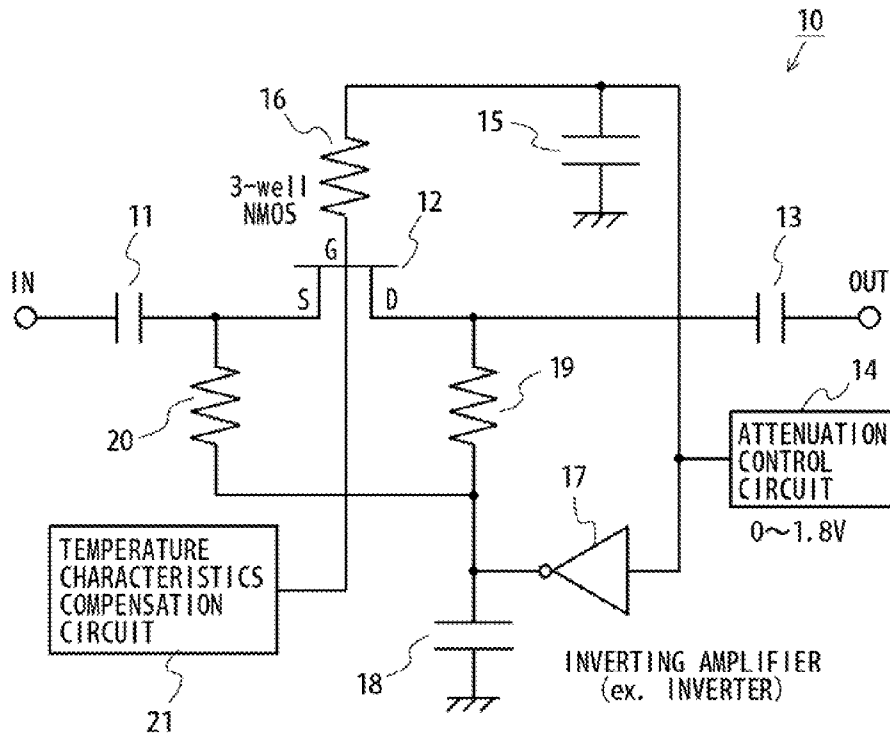 10
16
15
3-well
NMOS
12
11
13
G
IN
OUT
S
D
19
14
20
ATTENUATION
CONTROL
CIRCUIT
17
0～1.8V
TEMPERATURE
CHARACTERISTICS
COMPENSATION
CIRCUIT
18
INVERTING AMPLIFIER
(ex. INVERTER)
21